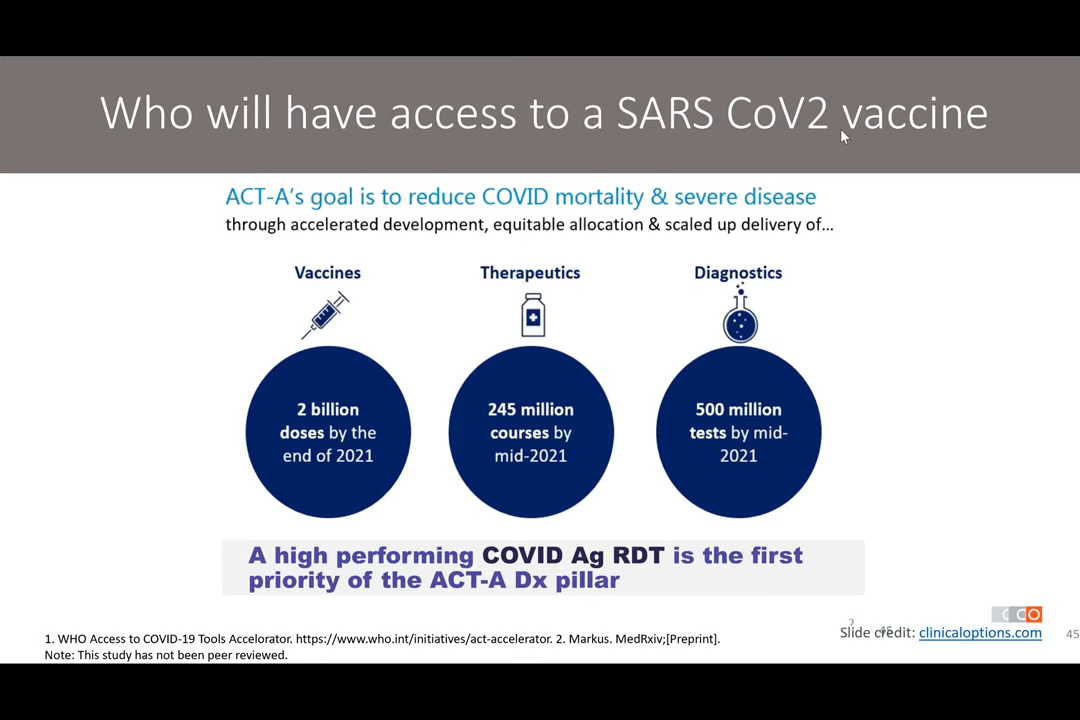 Who will have access to a SARS CoV2 vaccine
ACT-A's goal is to reduce COVID mortality & severe disease
through accelerated development, equitable allocation & scaled up delivery of...
Vaccines
Therapeutics
Diagnostics
2 billion
doses by the
end of 2021
245 million
courses by
mid-2021
500 million
tests by mid-
2021
A high performing COVID Ag RDT is the first
priority of the ACT-A Dx pillar
CCO
1. WHO Access to COVID-19 Tools Accelorator. https://www.who.int/initiatives/act-accelerator. 2. Markus. MedRxiv;[Preprint].
Note: This study has not been peer reviewed.
2
45
Slide credit: clinicaloptions.com
45